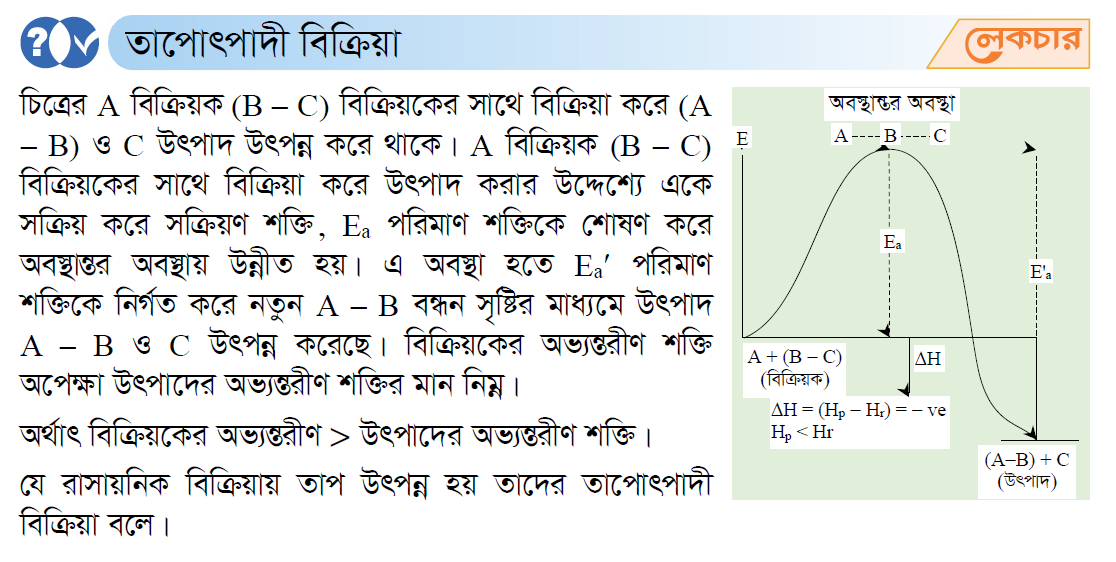 তাপোৎপাদী বিক্রিয়া
লেকচার
চিত্রের A বিক্রিয়ক (B – C) বিক্রিয়কের সাথে বিক্রিয়া করে (A
– B) ও C উৎপাদ উৎপন্ন করে থাকে। A বিক্রিয়ক (B – C)
বিক্রিয়কের সাথে বিক্রিয়া করে উৎপাদ করার উদ্দেশ্যে একে
সক্রিয় করে সক্রিয়ণ শক্তি, Eₐ পরিমাণ শক্তিকে শোষণ করে
অবস্থান্তর অবস্থায় উন্নীত হয়। এ অবস্থা হতে Eₐ′ পরিমাণ
শক্তিকে নির্গত করে নতুন A – B বন্ধন সৃষ্টির মাধ্যমে উৎপাদ
A – B ও C উৎপন্ন করেছে। বিক্রিয়কের অভ্যন্তরীণ শক্তি
অপেক্ষা উৎপাদের অভ্যন্তরীণ শক্তির মান নিম্ন।
অর্থাৎ বিক্রিয়কের অভ্যন্তরীণ > উৎপাদের অভ্যন্তরীণ শক্তি।
যে রাসায়নিক বিক্রিয়ায় তাপ উৎপন্ন হয় তাদের তাপোৎপাদী
বিক্রিয়া বলে।
অবস্থান্তর অবস্থা
E
A ---- B ---- C
Eₐ
E'ₐ
A + (B – C)
(বিক্রিয়ক)
ΔH
ΔH = (Hₚ – Hᵣ) = – ve
Hₚ < Hr
(A–B) + C
(উৎপাদ)